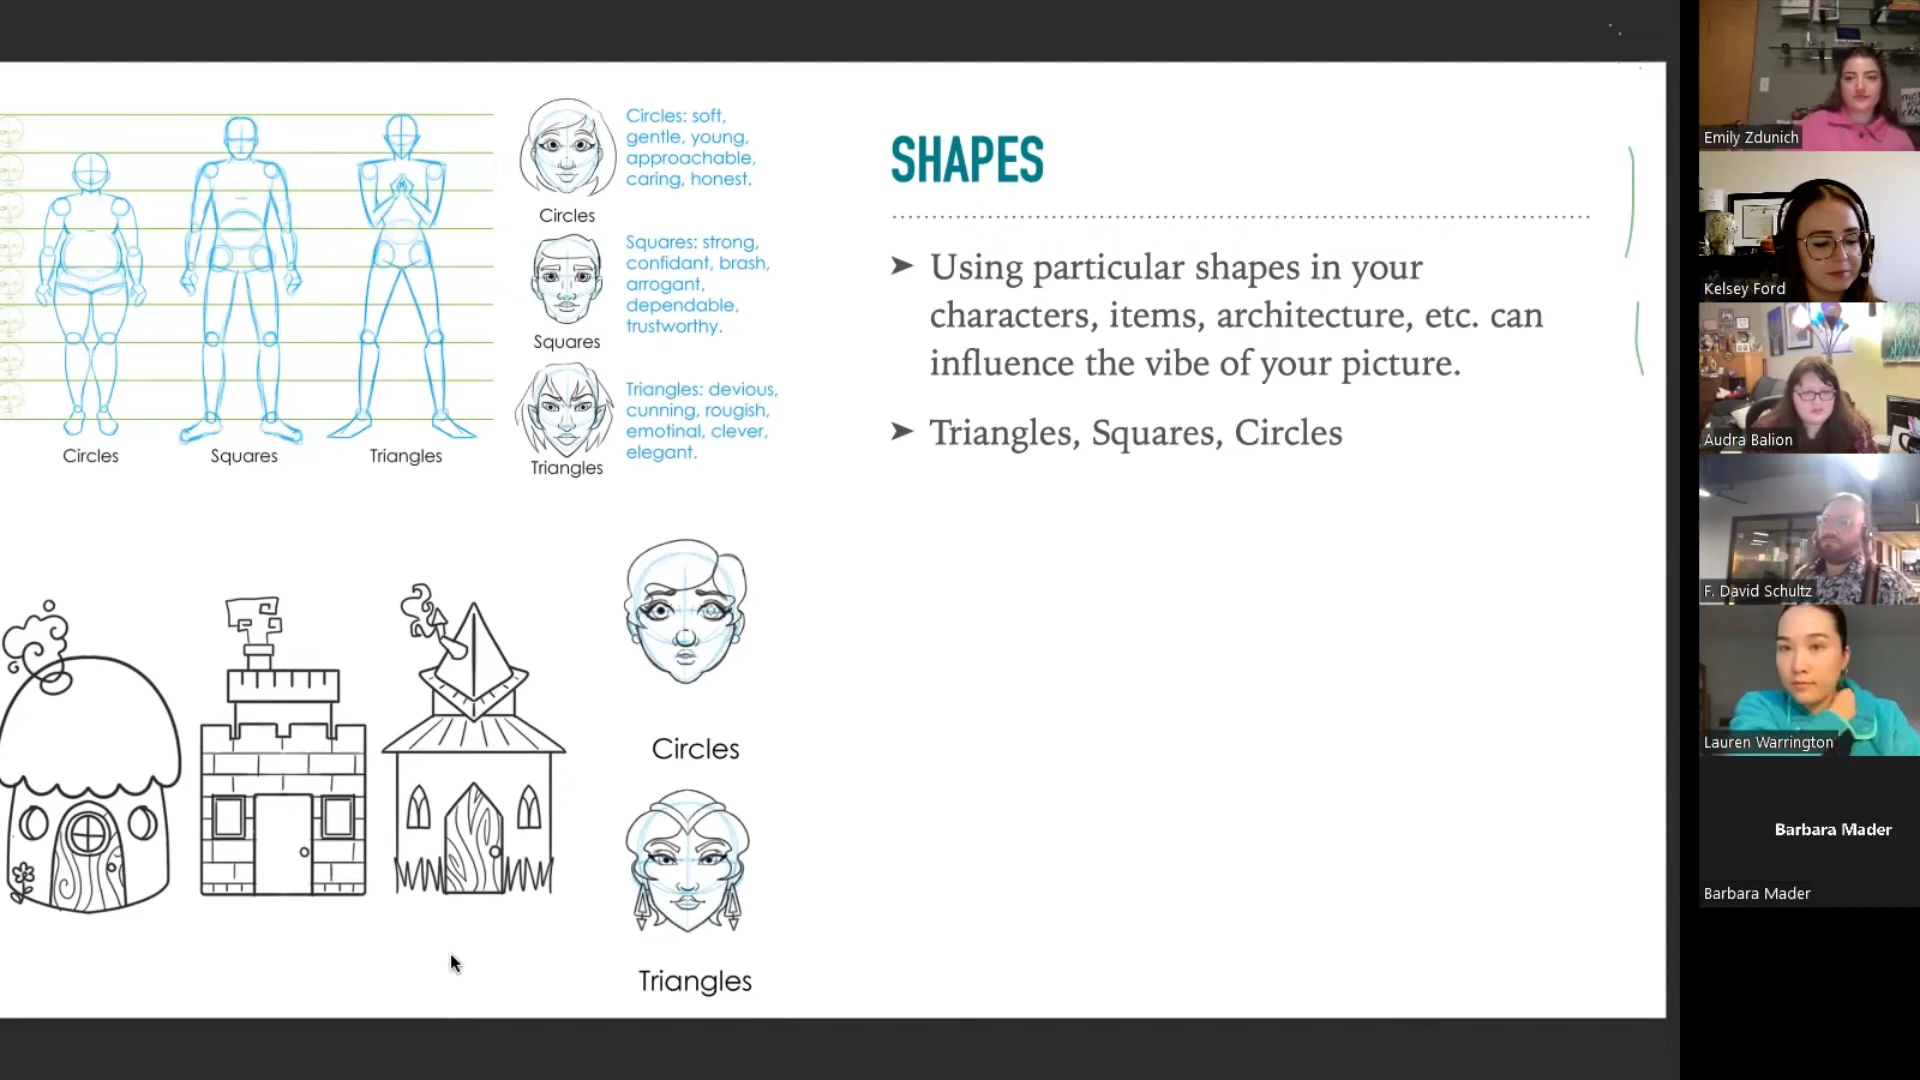 Circles: soft,
gentle, young,
approachable,
caring, honest.
Circles
Squares: strong,
confidant, brash,
arrogant,
dependable,
trustworthy.
Squares
Triangles: devious,
cunning, rougish,
emotinal, clever,
elegant.
Triangles
Circles
Squares
Triangles
Circles
Triangles
SHAPES
➤ Using particular shapes in your
characters, items, architecture, etc. can
influence the vibe of your picture.
➤ Triangles, Squares, Circles
Emily Zdunich
Kelsey Ford
Audra Balion
F. David Schultz
Lauren Warrington
Barbara Mader
Barbara Mader